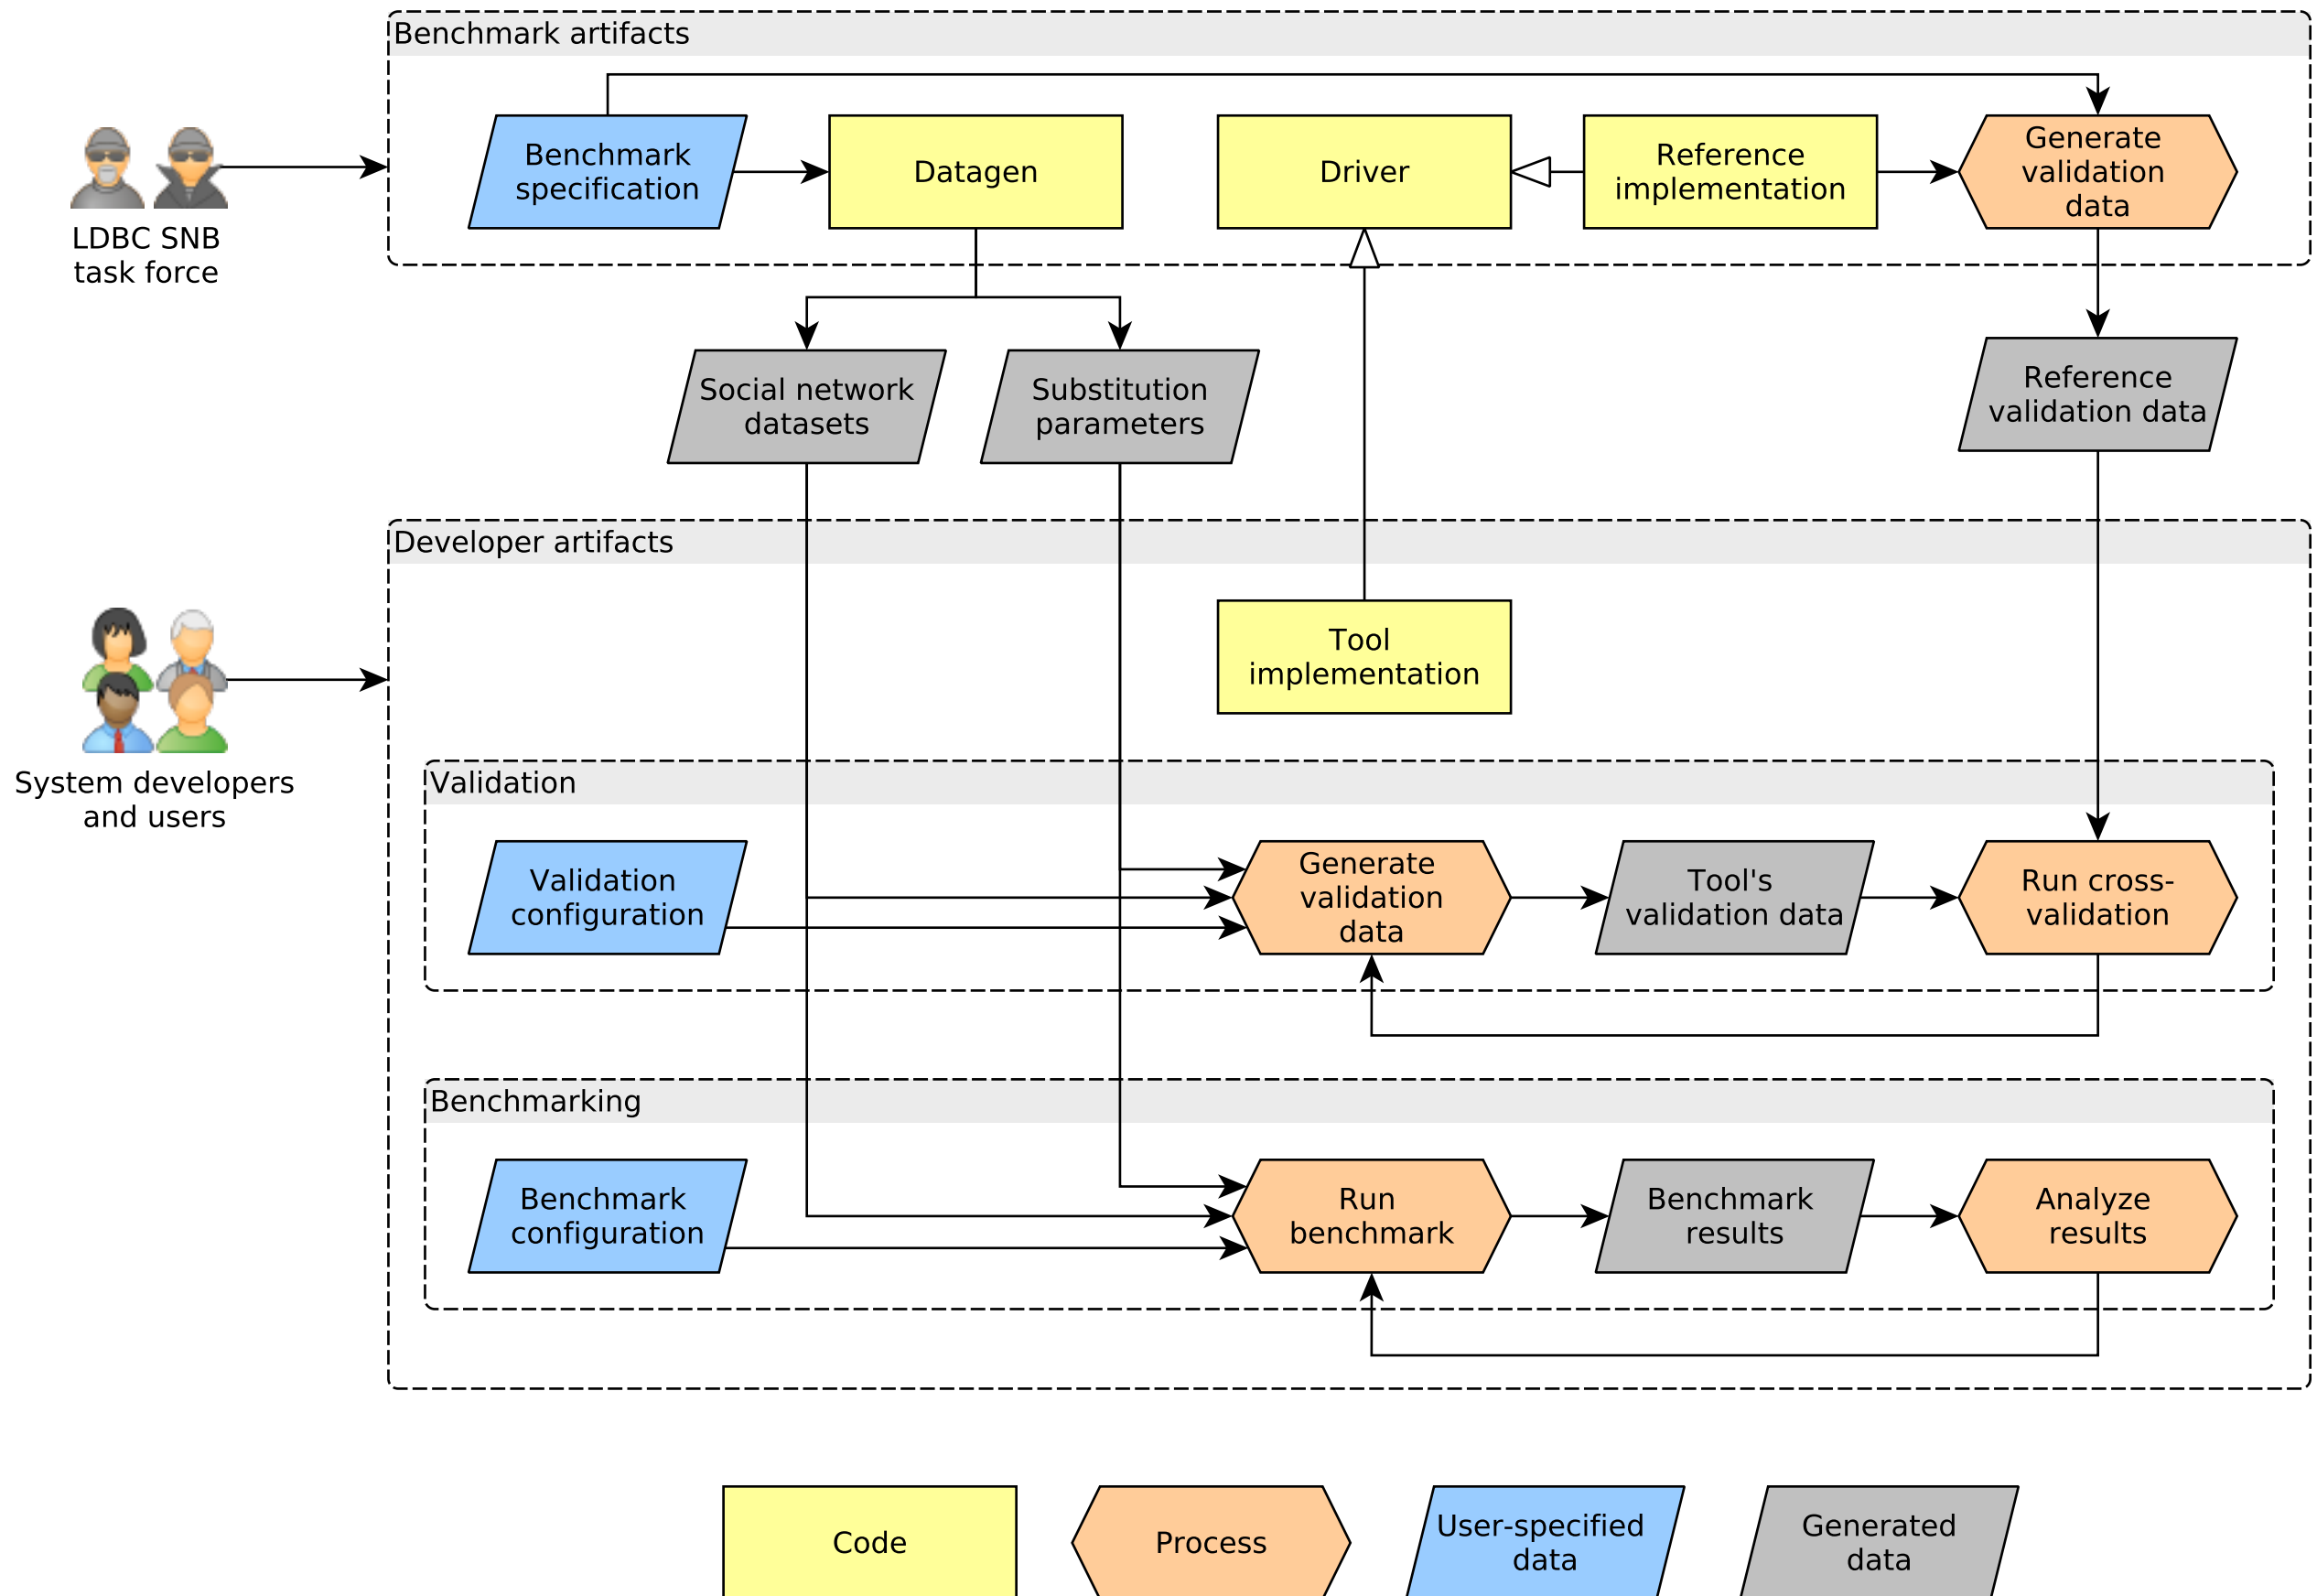 Benchmark artifacts
Benchmark
specification
Datagen
Driver
Reference
implementation
Generate
validation
data
LDBC SNB
task force
Social network
datasets
Substitution
parameters
Reference
validation data
Developer artifacts
Tool
implementation
System developers
and users
Validation
Validation
configuration
Generate
validation
data
Tool's
validation data
Run cross-
validation
Benchmarking
Benchmark
configuration
Run
benchmark
Benchmark
results
Analyze
results
Code
Process
User-specified
data
Generated
data